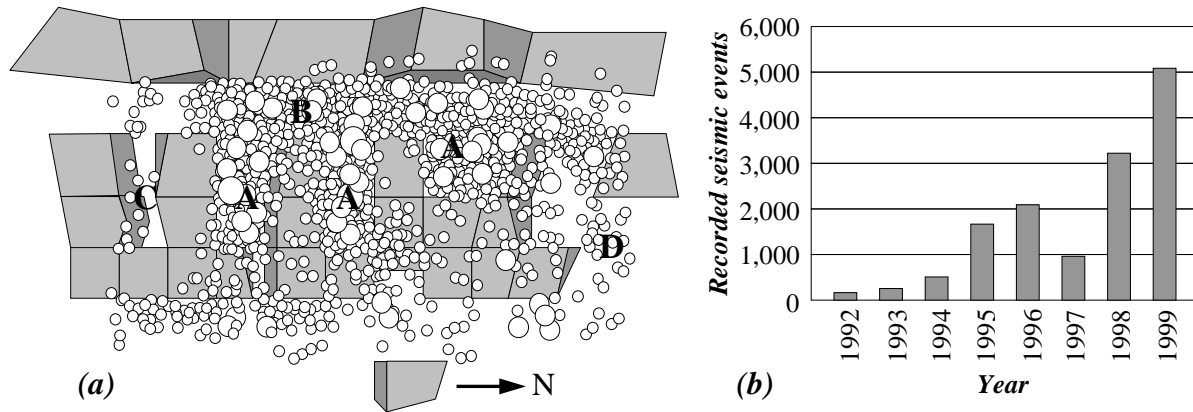 B
A
C
A
A
D
N
(a)
Recorded seismic events
6,000
5,000
4,000
3,000
2,000
1,000
0
1992
1993
1994
1995
1996
1997
1998
1999
Year
(b)